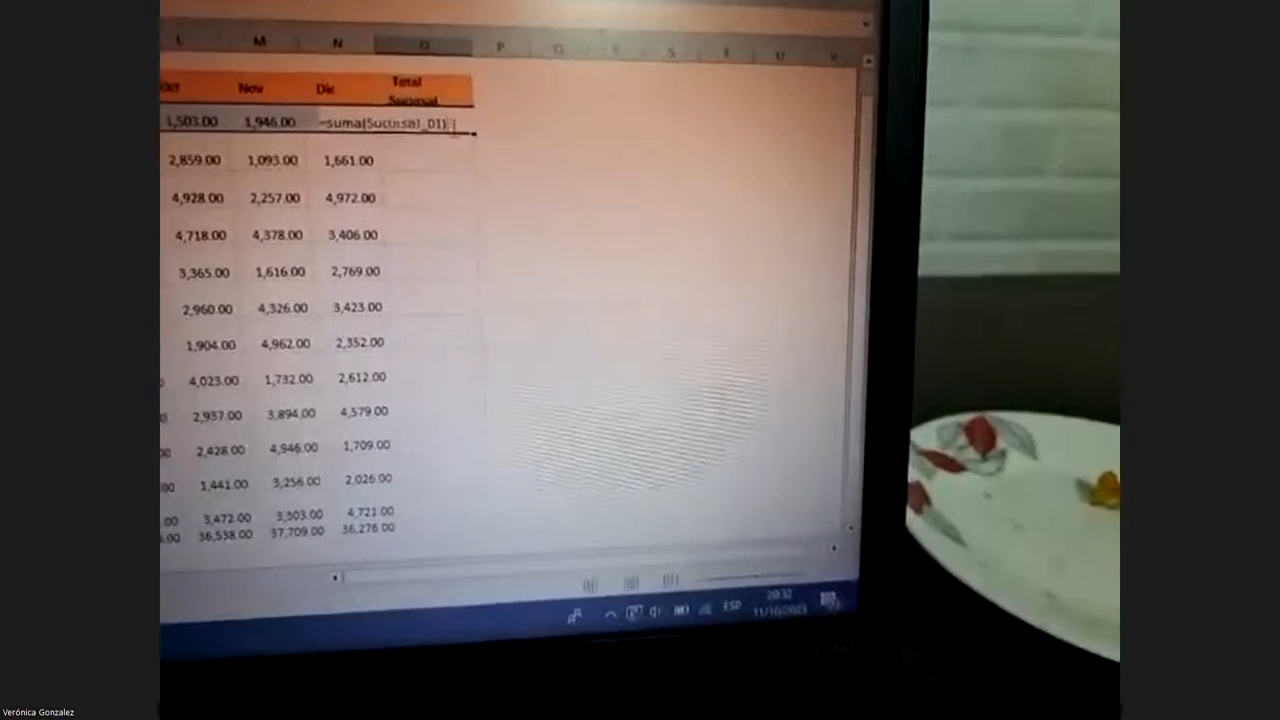 L M N O P Q R S T U V
Oct Nov Dic Total
Sucursal
1,503.00 1,946.00 =suma(Sucursal_01)
2,859.00 1,093.00 1,661.00
4,928.00 2,257.00 4,972.00
4,718.00 4,378.00 3,406.00
3,365.00 1,616.00 2,769.00
2,960.00 4,326.00 3,423.00
1,904.00 4,962.00 2,352.00
4,023.00 1,732.00 2,612.00
2,937.00 3,894.00 4,579.00
2,428.00 4,946.00 1,709.00
1,441.00 3,256.00 2,026.00
3,472.00 3,303.00 4,721.00
36,538.00 37,709.00 36,276.00
ESP 20:32
11/10/2023
Verónica Gonzalez